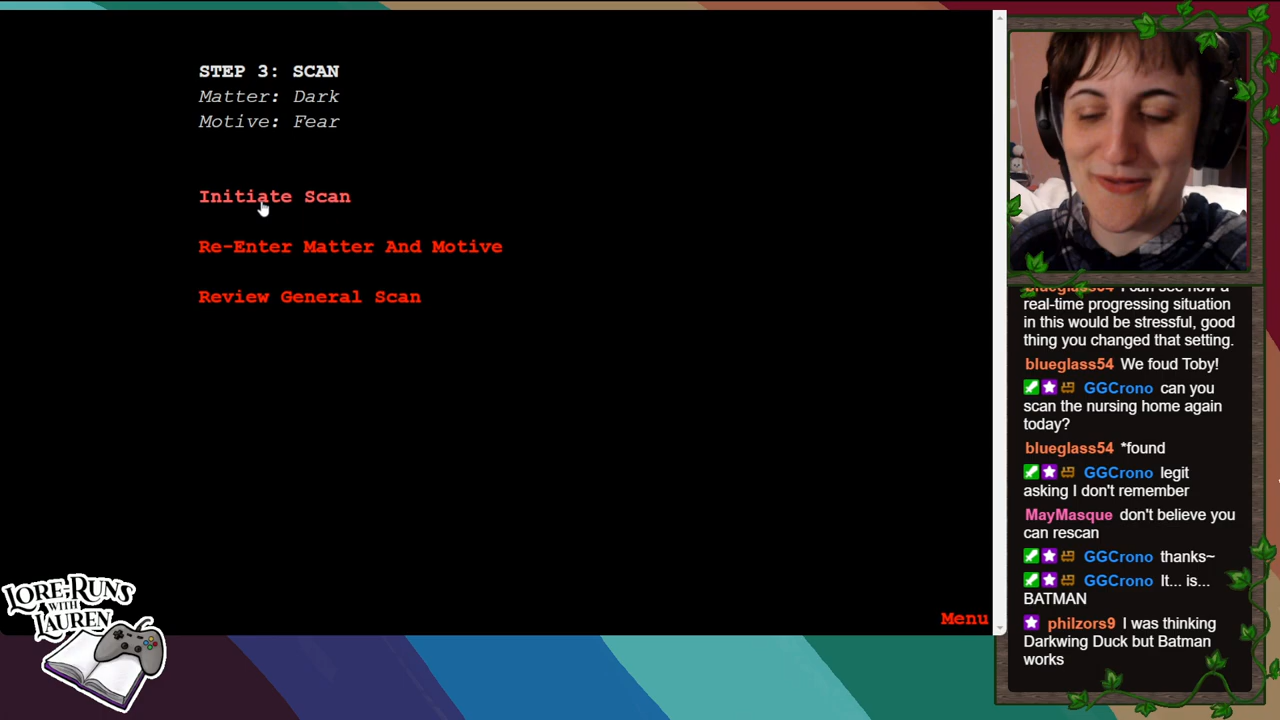 STEP 3: SCAN
Matter: Dark
Motive: Fear
Initiate Scan
Re-Enter Matter And Motive
Review General Scan
Menu
LORE-RUNS
WITH
LAUREN
real-time progressing situation
in this would be stressful, good
thing you changed that setting.
blueglass54 We foud Toby!
GGCrono can you
scan the nursing home again
today?
blueglass54 *found
GGCrono legit
asking I don't remember
MayMasque don't believe you
can rescan
GGCrono thanks~
GGCrono It... is...
BATMAN
philzors9 I was thinking
Darkwing Duck but Batman
works